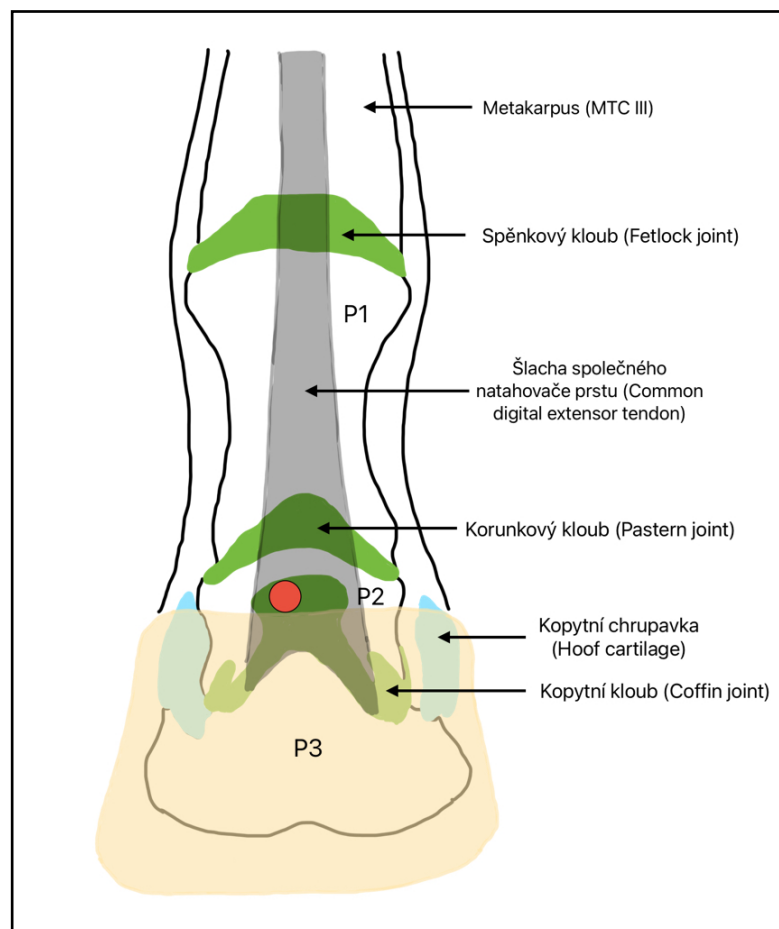 Metakarpus (MTC III)
Spěnkový kloub (Fetlock joint)
P1
Šlacha společného
natahovače prstu (Common
digital extensor tendon)
Korunkový kloub (Pastern joint)
P2
Kopytní chrupavka
(Hoof cartilage)
Kopytní kloub (Coffin joint)
P3